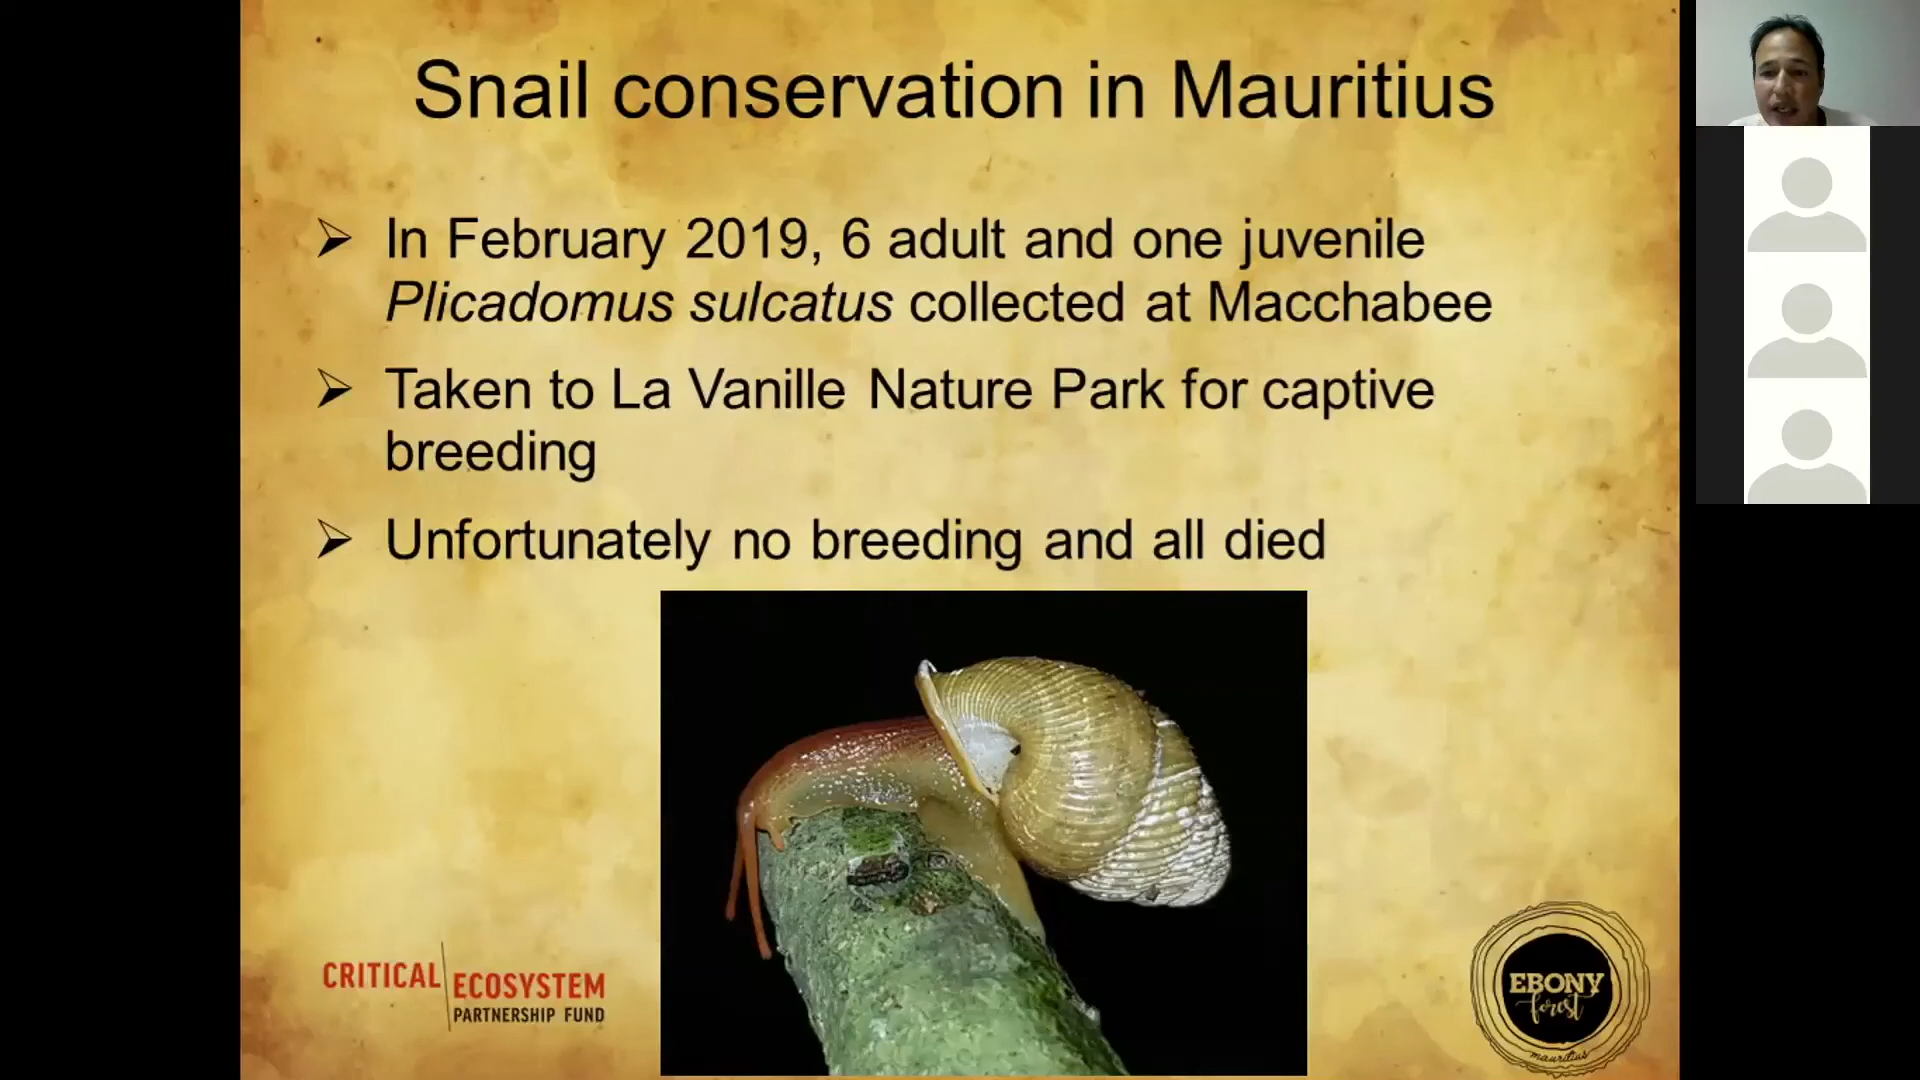 Snail conservation in Mauritius
In February 2019, 6 adult and one juvenile
Plicadomus sulcatus collected at Macchabee
Taken to La Vanille Nature Park for captive
breeding
Unfortunately no breeding and all died
CRITICAL ECOSYSTEM
PARTNERSHIP FUND
EBONY
forest
mauritius